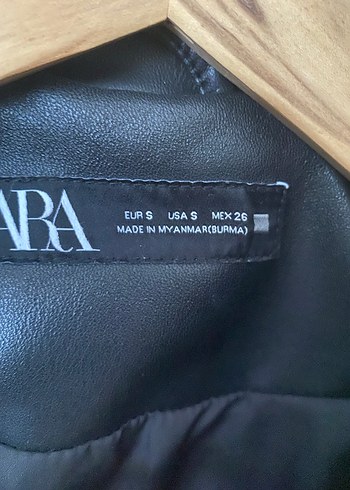 ARA
EUR S USA S MEX 26
MADE IN MYANMAR(BURMA)